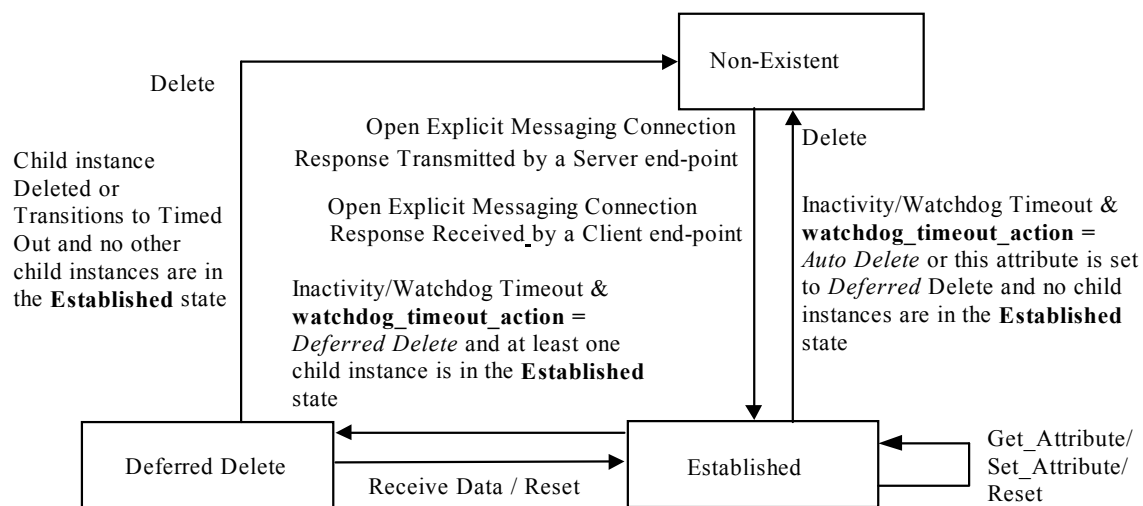 Non-Existent
Delete
Open Explicit Messaging Connection
Response Transmitted by a Server end-point
Delete
Child instance
Deleted or
Transitions to Timed
Out and no other
child instances are in
the Established state
Open Explicit Messaging Connection
Response Received by a Client end-point
Inactivity/Watchdog Timeout &
watchdog_timeout_action =
Auto Delete or this attribute is set
to Deferred Delete and no child
instances are in the Established
state
Inactivity/Watchdog Timeout &
watchdog_timeout_action =
Deferred Delete and at least one
child instance is in the Established
state
Deferred Delete
Receive Data / Reset
Established
Get_Attribute/
Set_Attribute/
Reset